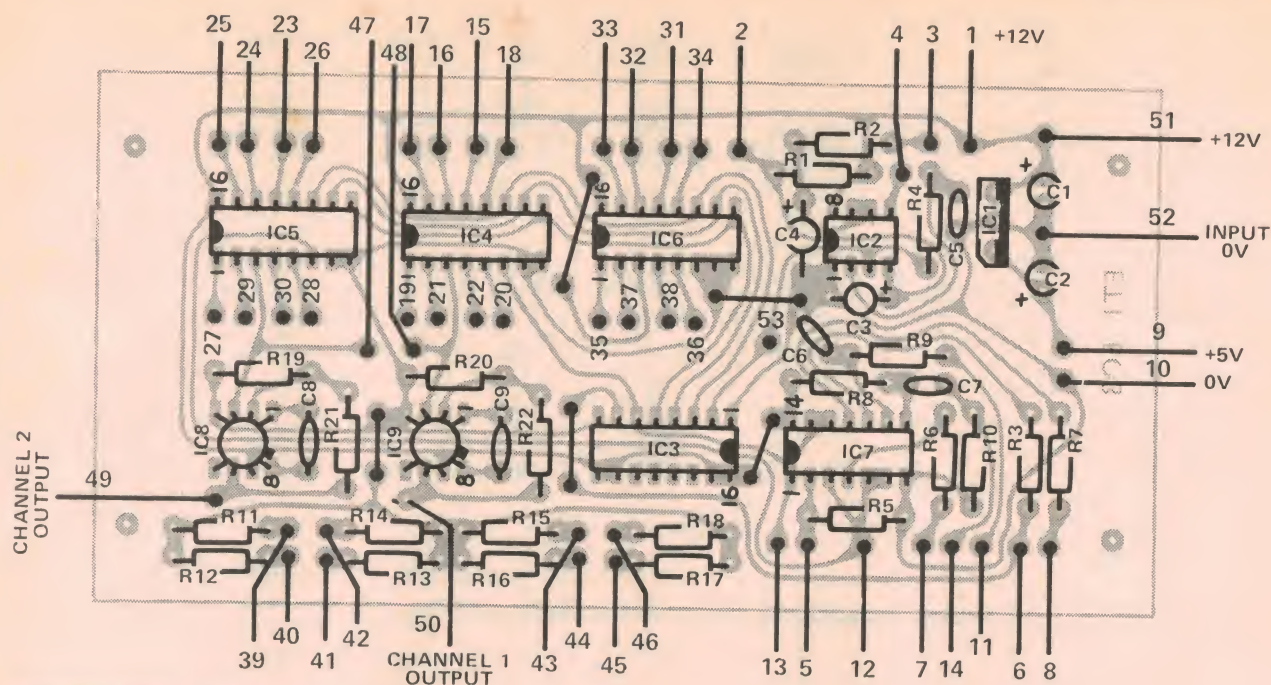 25 23 47 17 15 33 31 2 4 3 1 +12V
24 26 48 16 18 32 34
51 +12V
16 16 16 8
R2
R1
R4
C4
C5
IC1
C1
52 INPUT
0V
IC5 IC4 IC6 IC2
C2
1 1 1 1
27 29 30 28 19 21 22 20 35 37 38 36
53
C3
C6
R9
9 +5V
10 0V
R19 R20 R8 C7
IC8 1 C8 R21 IC9 1 C9 R22 IC3 1 14 IC7 R6 R10 R3 R7
8 8 16 1
CHANNEL 2
OUTPUT
49
R11 R14 R15 R18 R5
R12 R13 R16 R17
39 40 41 42 50 43 44 45 46 13 5 12 7 14 11 6 8
CHANNEL 1
OUTPUT